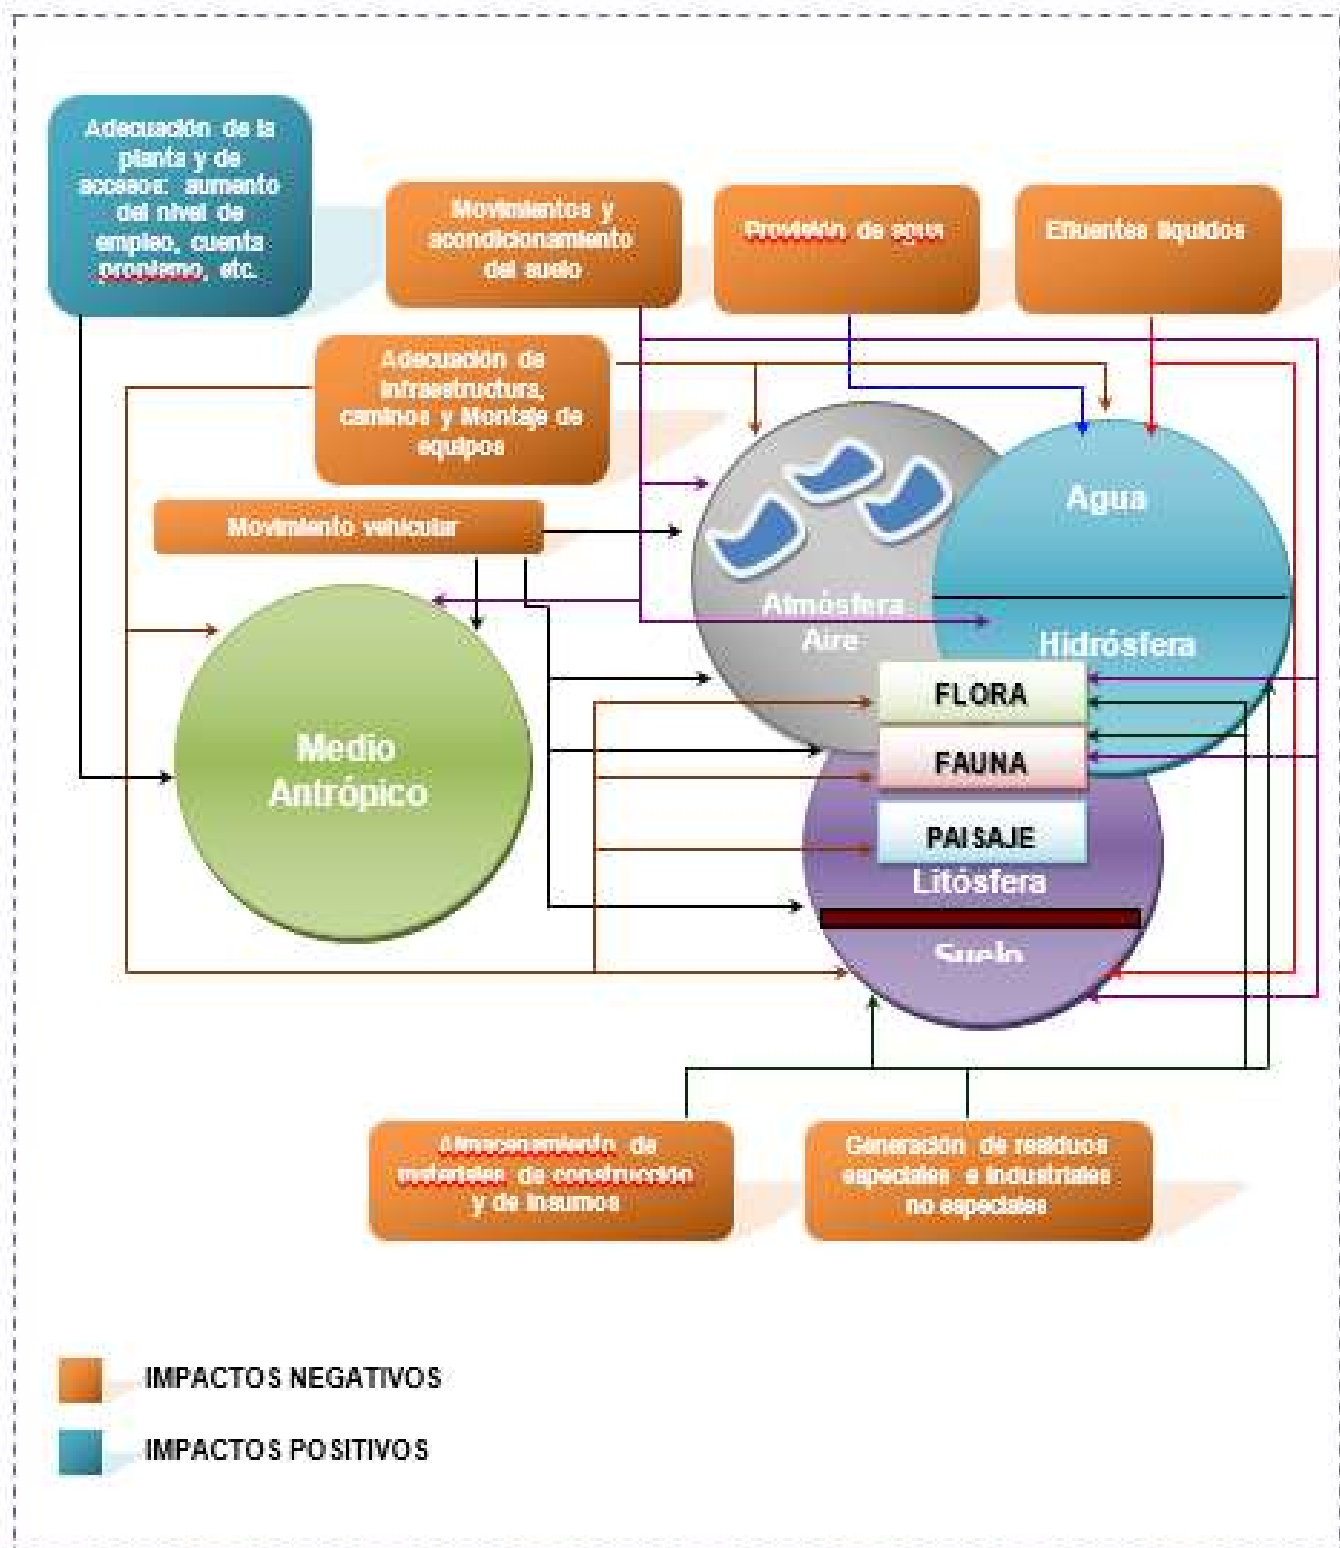 Adecuación de la
planta y de
accesos: aumento
del nivel de
empleo, cuenta
propismo, etc.
Movimientos y
acondicionamiento
del suelo
Provisión de agua
Efluentes líquidos
Adecuación de
infraestructura,
caminos y Montaje de
equipos
Movimiento vehicular
Agua
Atmósfera
Aire
Hidrósfera
FLORA
FAUNA
PAISAJE
Medio
Antrópico
Litósfera
Suelo
Almacenamiento de
materiales de construcción
y de insumos
Generación de residuos
especiales e industriales
no especiales
IMPACTOS NEGATIVOS
IMPACTOS POSITIVOS